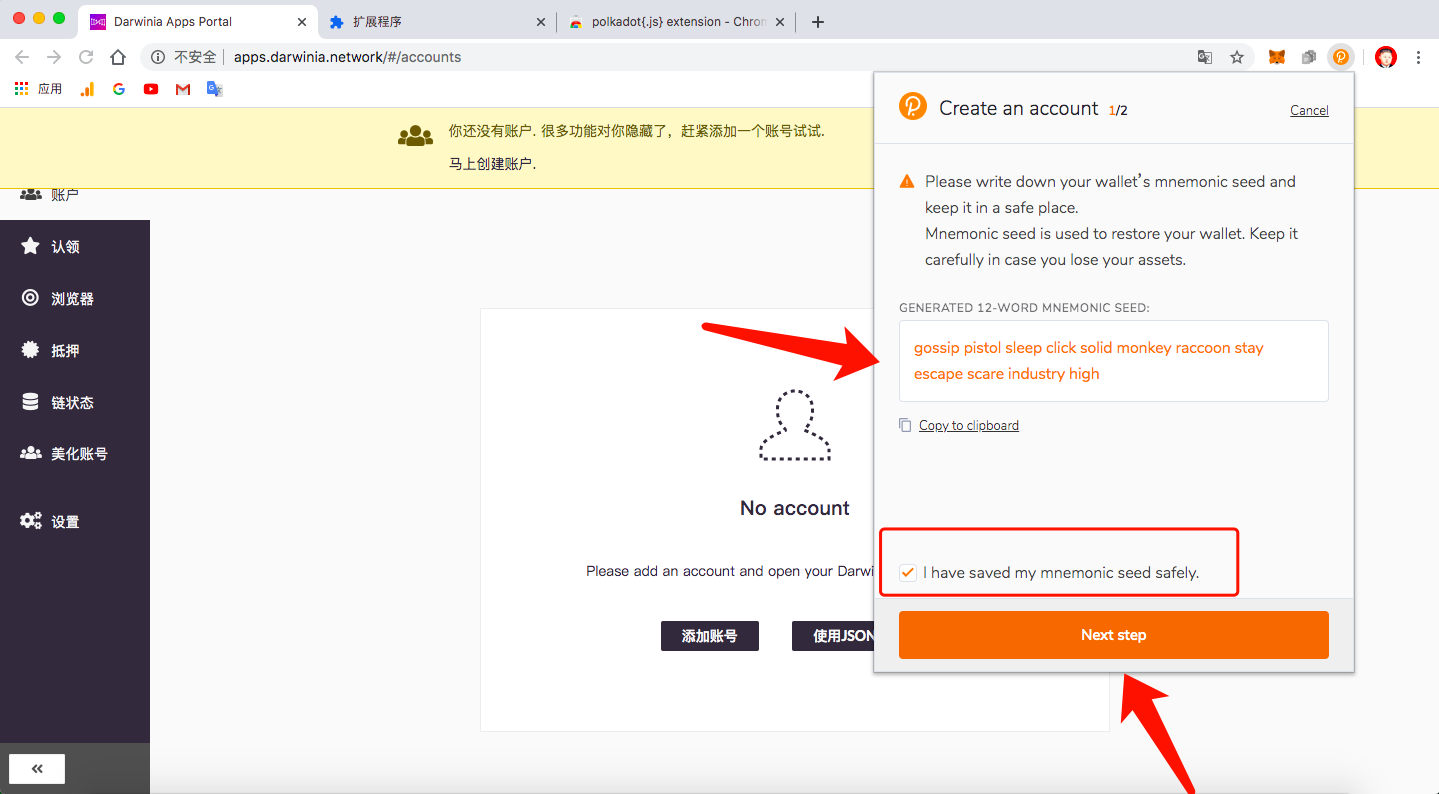 Darwinia Apps Portal
扩展程序
polkadot{.js} extension - Chrom
不安全
apps.darwinia.network/#/accounts
应用
你还没有账户. 很多功能对你隐藏了，赶紧添加一个账号试试.
马上创建账户.
账户
认领
浏览器
抵押
链状态
美化账号
设置
No account
Please add an account and open your Darwi
添加账号
使用JSON
Create an account 1/2
Cancel
Please write down your wallet's mnemonic seed and
keep it in a safe place.
Mnemonic seed is used to restore your wallet. Keep it
carefully in case you lose your assets.
GENERATED 12-WORD MNEMONIC SEED:
gossip pistol sleep click solid monkey raccoon stay
escape scare industry high
Copy to clipboard
I have saved my mnemonic seed safely.
Next step